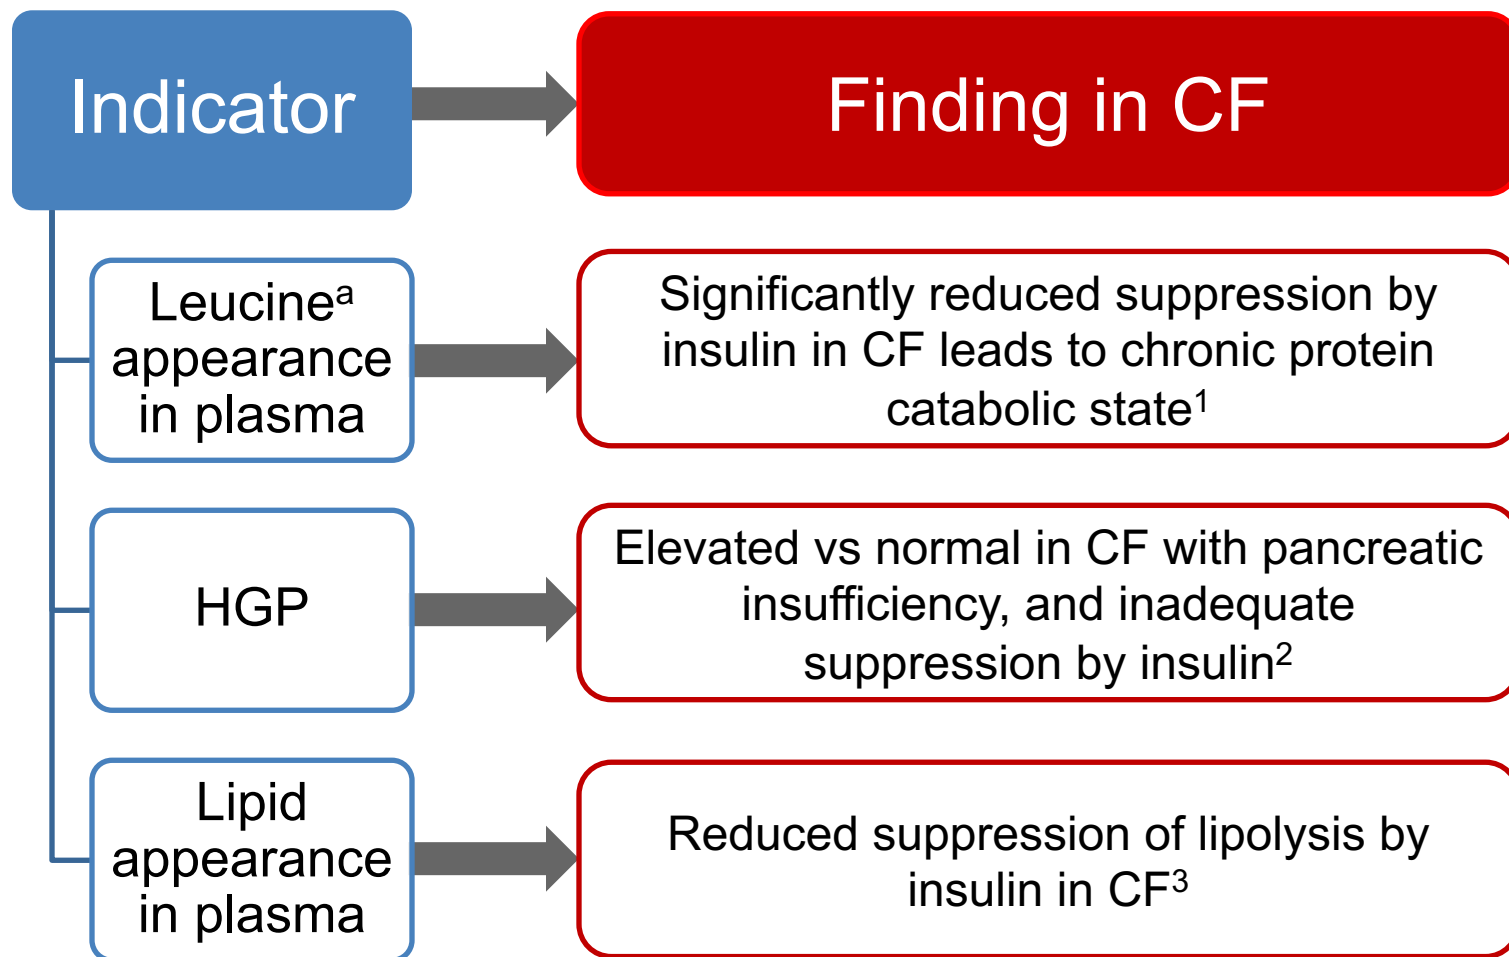 Indicator
Finding in CF
Leucineᵃ
appearance
in plasma
Significantly reduced suppression by
insulin in CF leads to chronic protein
catabolic state¹
HGP
Elevated vs normal in CF with pancreatic
insufficiency, and inadequate
suppression by insulin²
Lipid
appearance
in plasma
Reduced suppression of lipolysis by
insulin in CF³